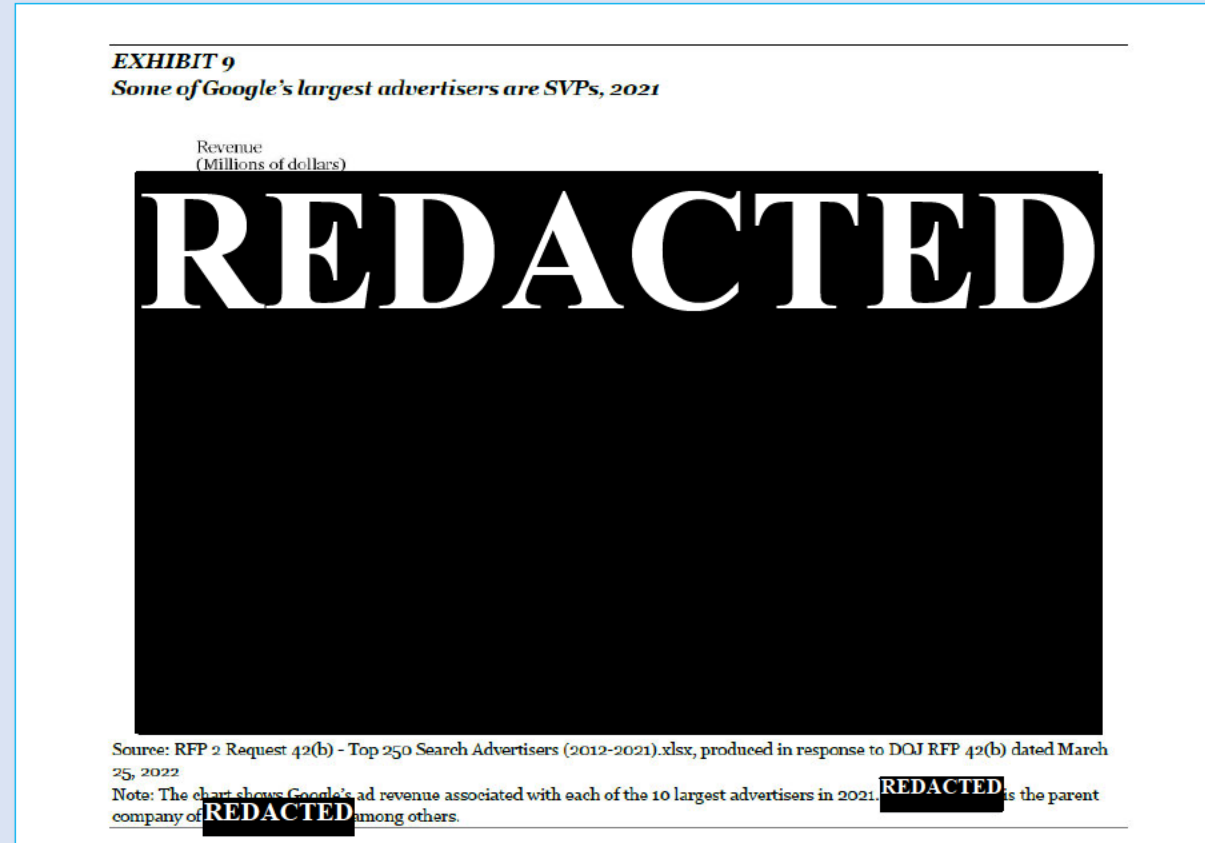 EXHIBIT 9
Some of Google's largest advertisers are SVPs, 2021
Revenue
(Millions of dollars)
REDACTED
Source: RFP 2 Request 42(b) - Top 250 Search Advertisers (2012-2021).xlsx, produced in response to DOJ RFP 42(b) dated March
25, 2022
Note: The chart shows Google's ad revenue associated with each of the 10 largest advertisers in 2021. REDACTED is the parent
company of REDACTED among others.